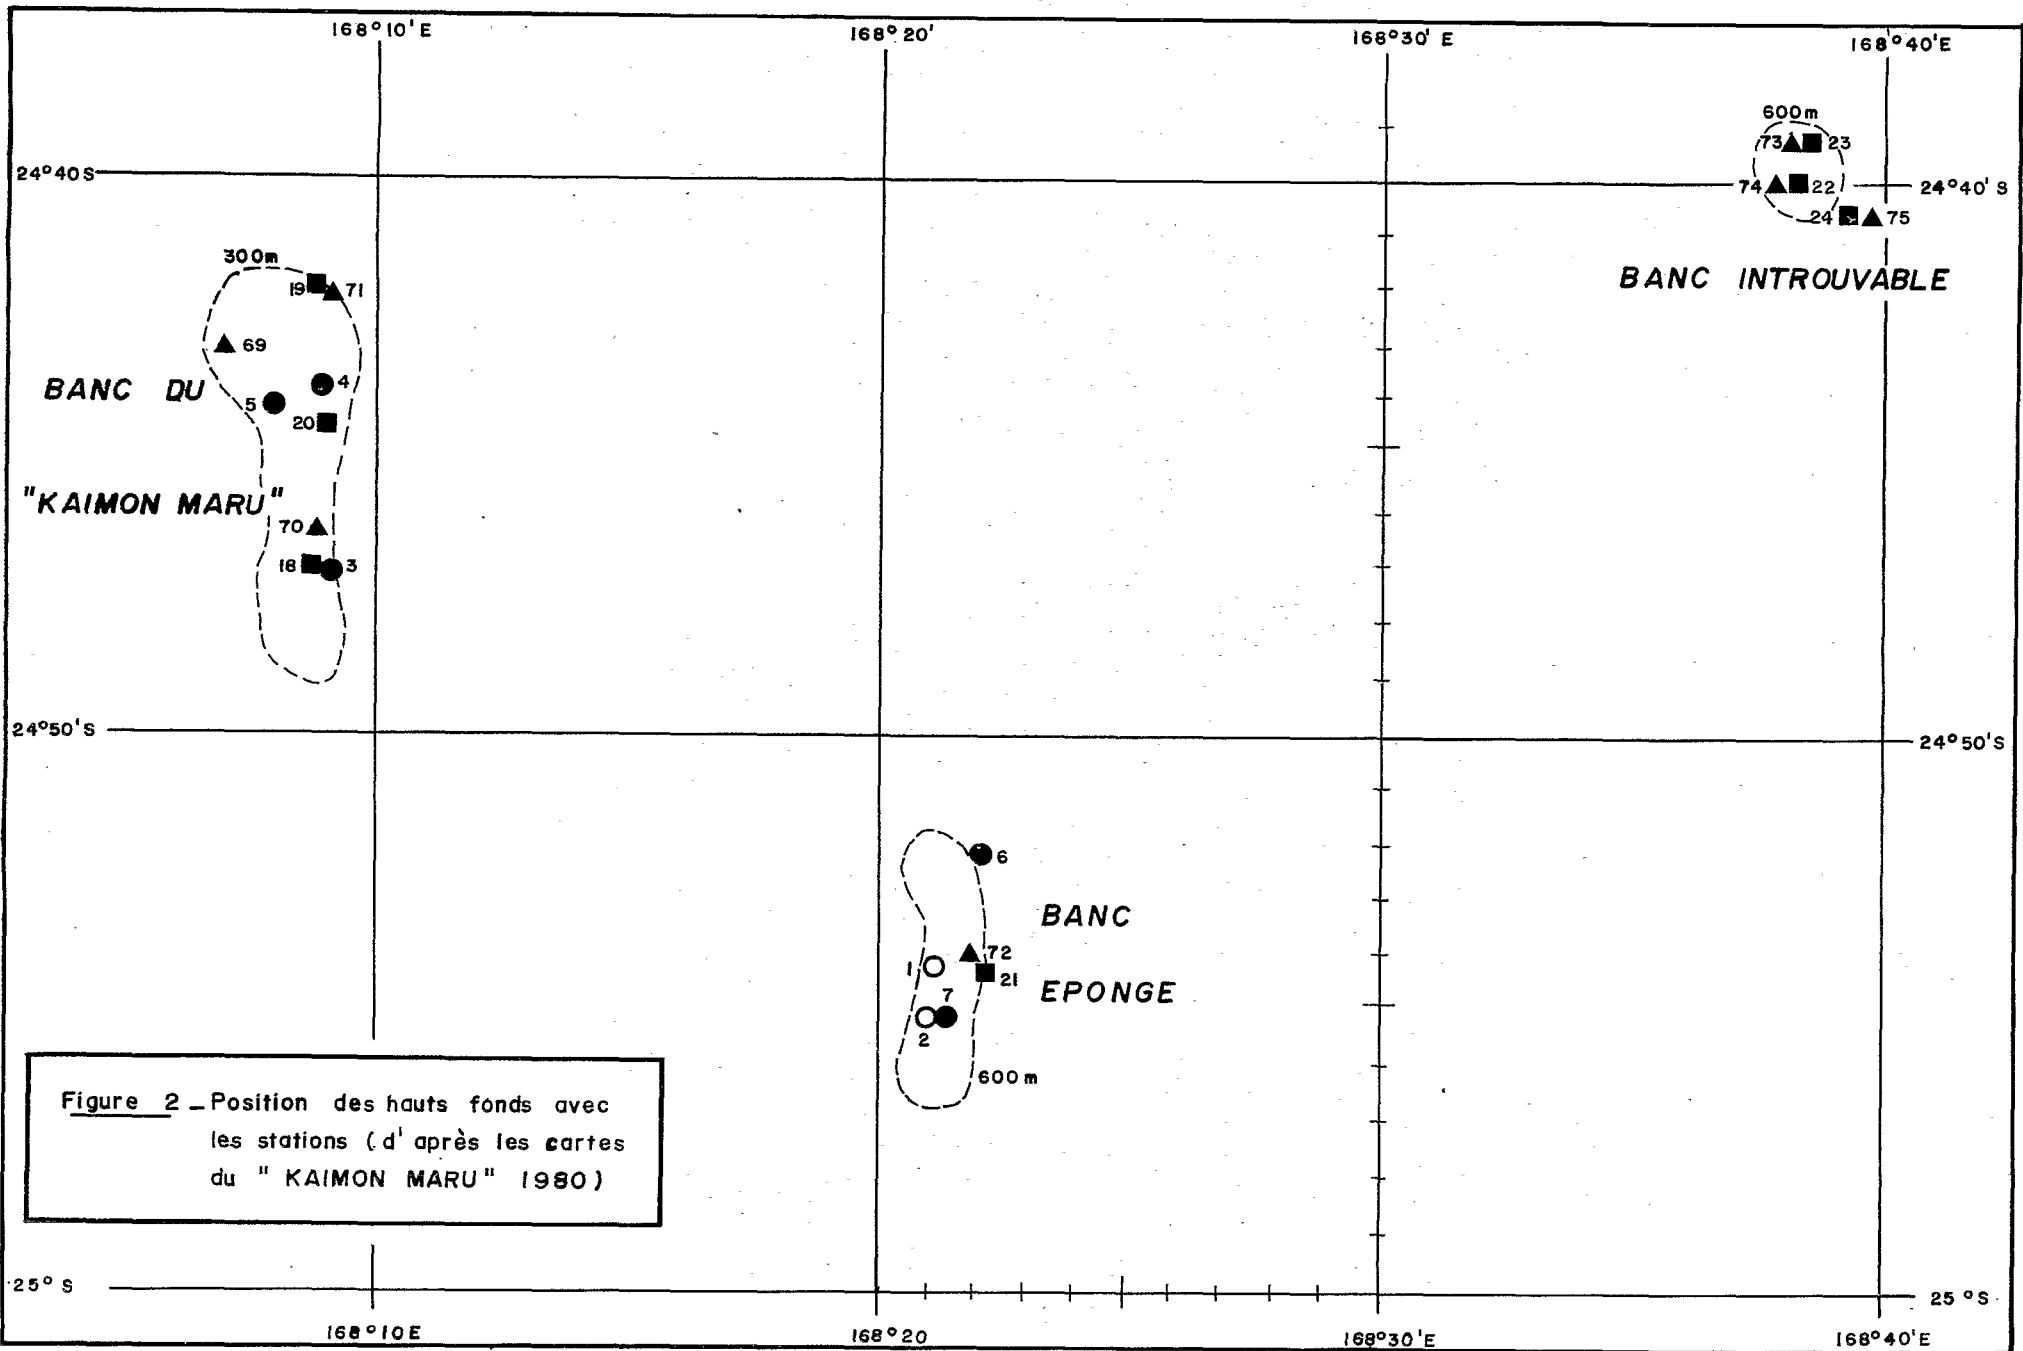 168°10'E
168°20'
168°30' E
168°40'E
600m
73
23
24°40S
74
22
24°40'S
24
75
300m
19
71
BANC INTROUVABLE
69
BANC DU
4
5
20
"KAIMON MARU"
70
18
3
24°50'S
24°50'S
6
BANC
72
1
21
EPONGE
7
2
600m
Figure 2 _ Position des hauts fonds avec
les stations (d'après les cartes
du "KAIMON MARU" 1980)
25° S
25°S
168°10E
168°20
168°30'E
168°40'E